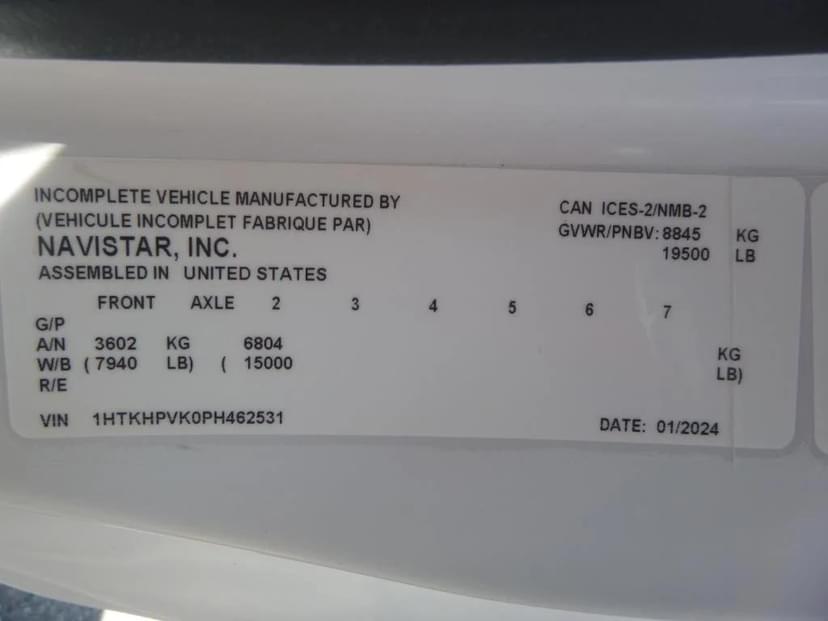 INCOMPLETE VEHICLE MANUFACTURED BY
(VEHICULE INCOMPLET FABRIQUE PAR)
NAVISTAR, INC.
ASSEMBLED IN UNITED STATES
CAN ICES-2/NMB-2
GVWR/PNBV: 8845 KG
19500 LB
FRONT AXLE 2 3 4 5 6 7
G/P
A/N 3602 KG 6804 KG
W/B ( 7940 LB) ( 15000 LB)
R/E
VIN 1HTKHPVK0PH462531
DATE: 01/2024